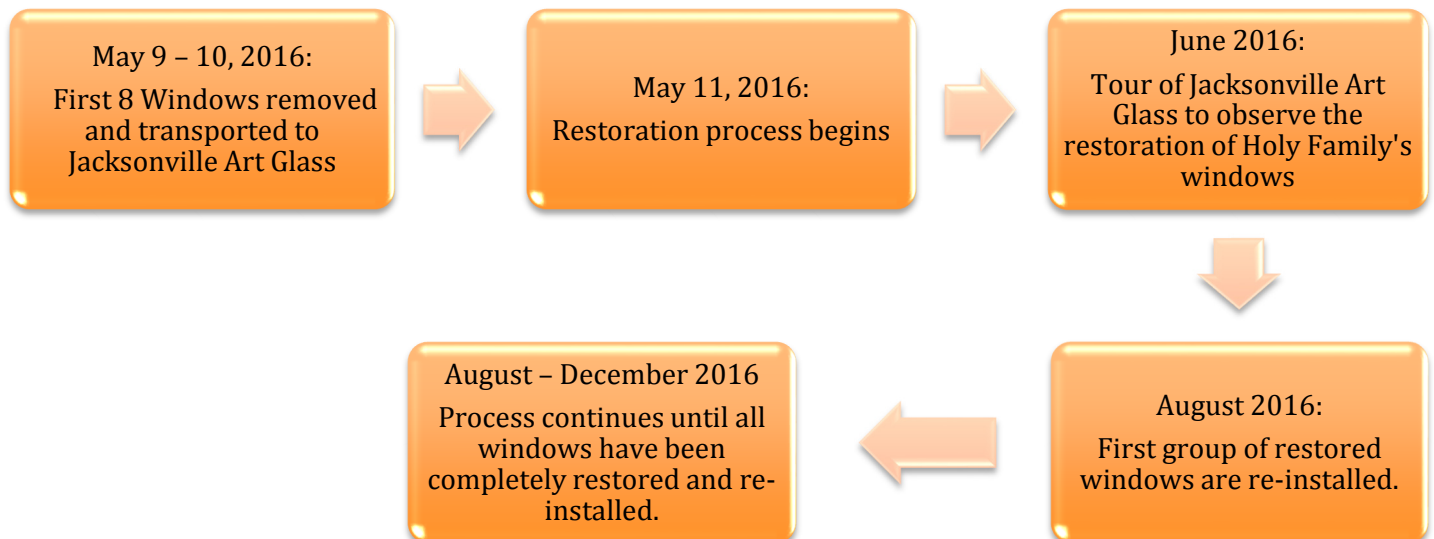 May 9 – 10, 2016:
First 8 Windows removed
and transported to
Jacksonville Art Glass
May 11, 2016:
Restoration process begins
June 2016:
Tour of Jacksonville Art
Glass to observe the
restoration of Holy Family's
windows
August 2016:
First group of restored
windows are re-installed.
August – December 2016
Process continues until all
windows have been
completely restored and re-
installed.